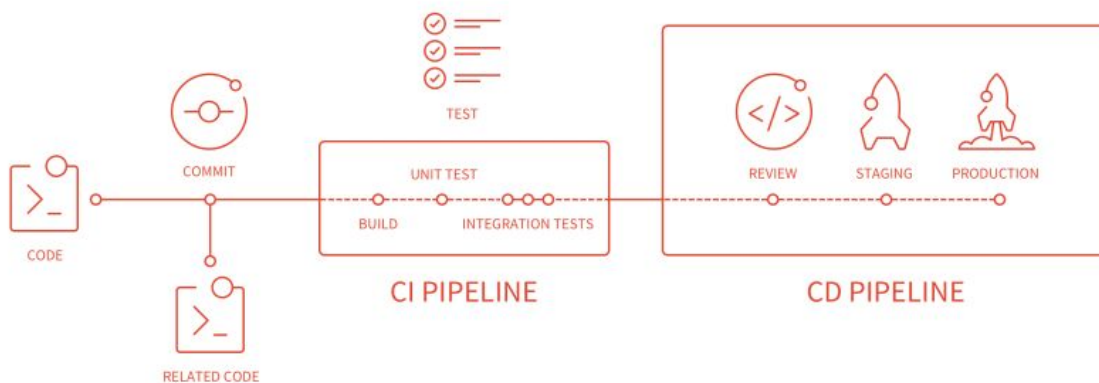 TEST
COMMIT
UNIT TEST
REVIEW
STAGING
PRODUCTION
BUILD
INTEGRATION TESTS
CODE
CI PIPELINE
CD PIPELINE
RELATED CODE